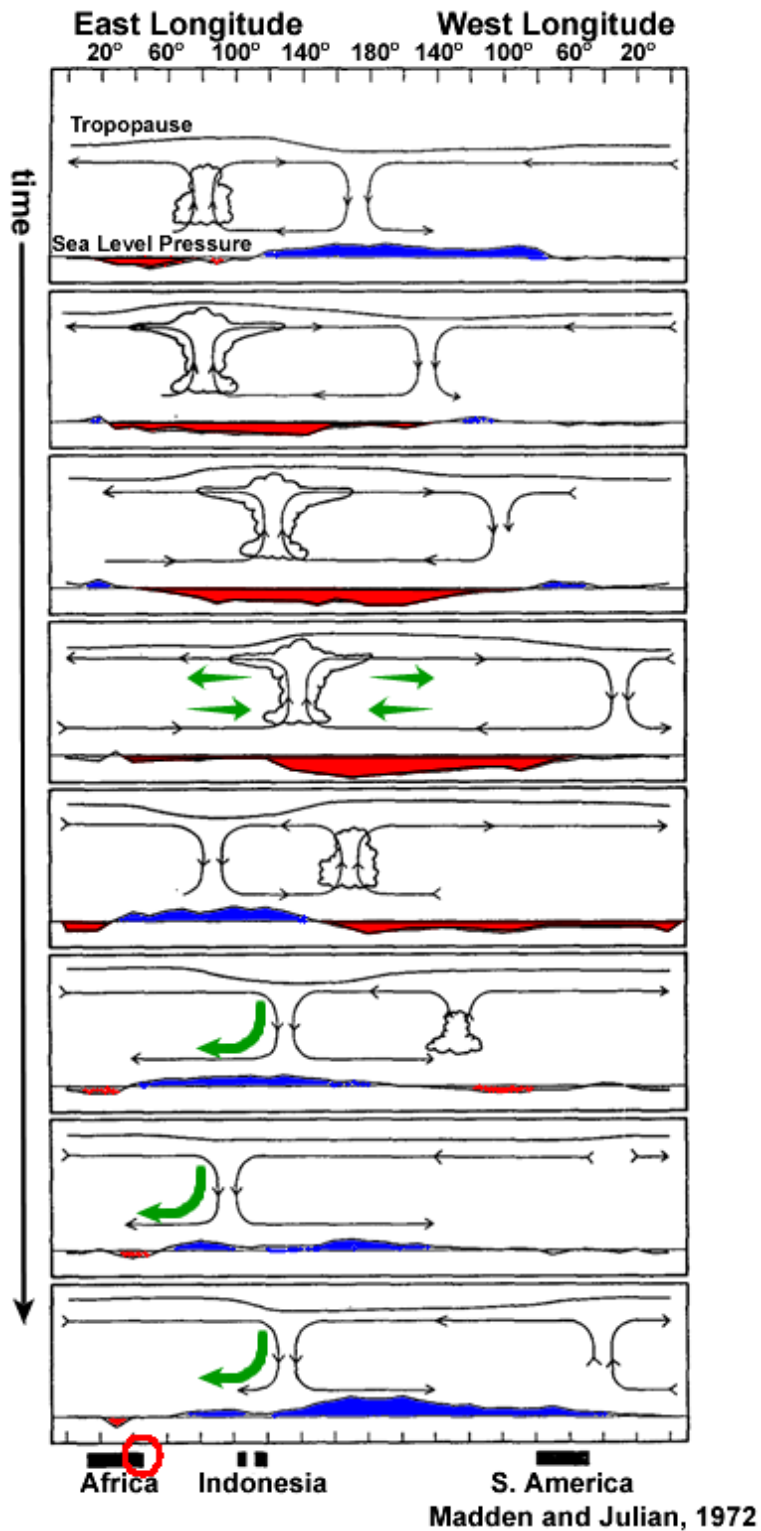 East Longitude West Longitude
20° 60° 100° 140° 180° 140° 100° 60° 20°
Tropopause
time
Sea Level Pressure
Africa Indonesia S. America
Madden and Julian, 1972